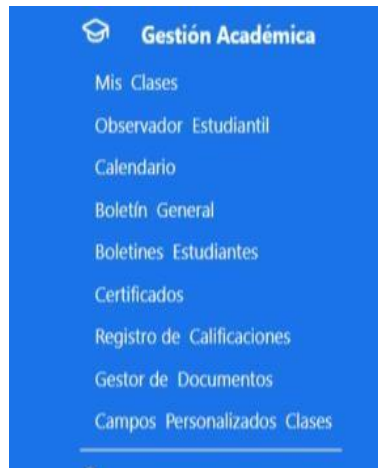 Gestión Académica
Mis Clases
Observador Estudiantil
Calendario
Boletín General
Boletines Estudiantes
Certificados
Registro de Calificaciones
Gestor de Documentos
Campos Personalizados Clases